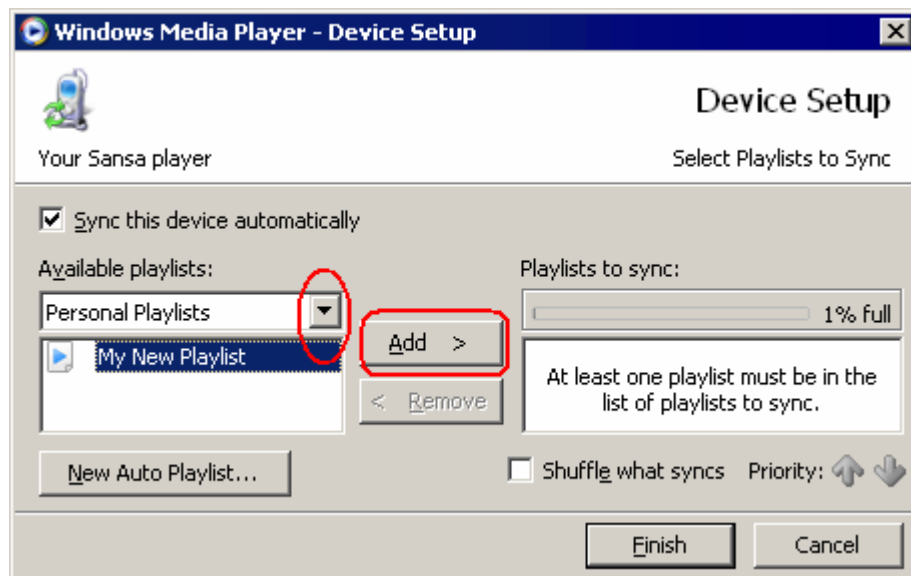 Windows Media Player - Device Setup
Device Setup
Your Sansa player
Select Playlists to Sync
Sync this device automatically
Available playlists:
Playlists to sync:
Personal Playlists
1% full
Add >
My New Playlist
At least one playlist must be in the
list of playlists to sync.
< Remove
New Auto Playlist...
Shuffle what syncs
Priority:
Finish
Cancel